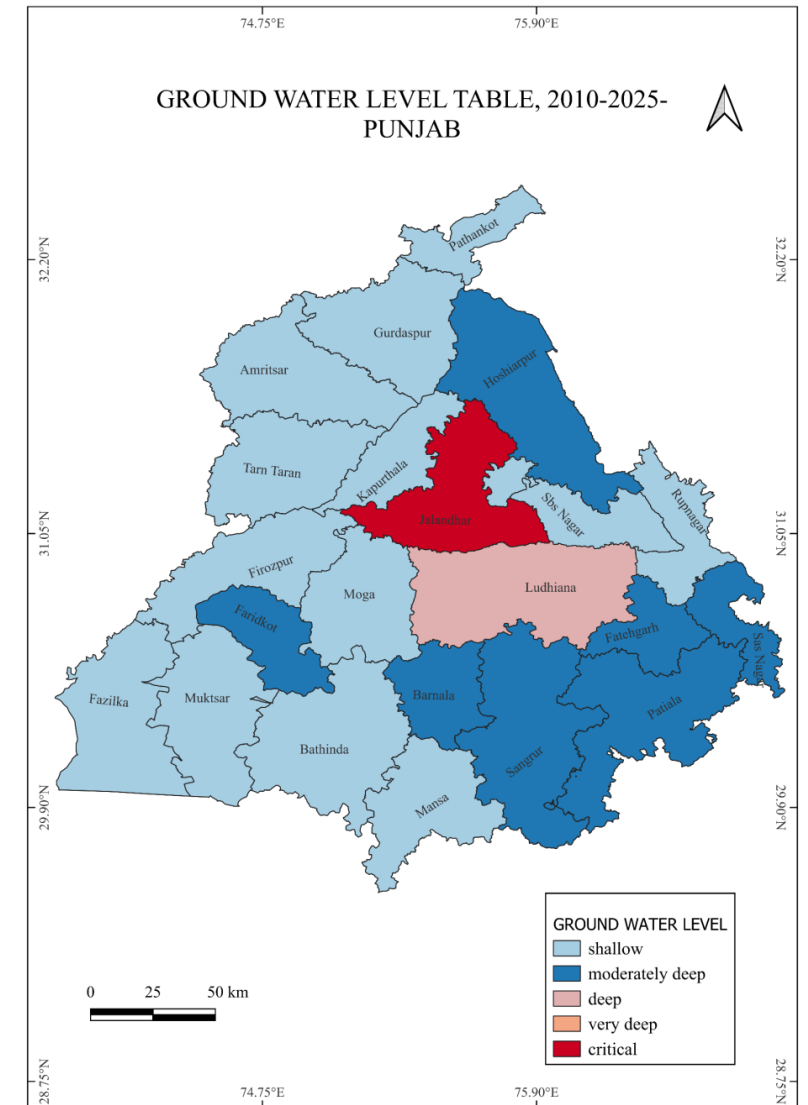 74.75°E 75.90°E
GROUND WATER LEVEL TABLE, 2010-2025-
PUNJAB
32.20°N 32.20°N
Pathankot
Gurdaspur
Hoshiarpur
Amritsar
Tarn Taran
Kapurthala
Sbs Nagar
Rupnagar
Jalandhar
31.05°N 31.05°N
Firozpur
Moga
Ludhiana
Faridkot
Fatehgarh
Sas Naga
Fazilka
Muktsar
Barnala
Patiala
Bathinda
Sangrur
Mansa
29.90°N 29.90°N
GROUND WATER LEVEL
shallow
moderately deep
deep
very deep
critical
0 25 50 km
28.75°N 28.75°N
74.75°E 75.90°E